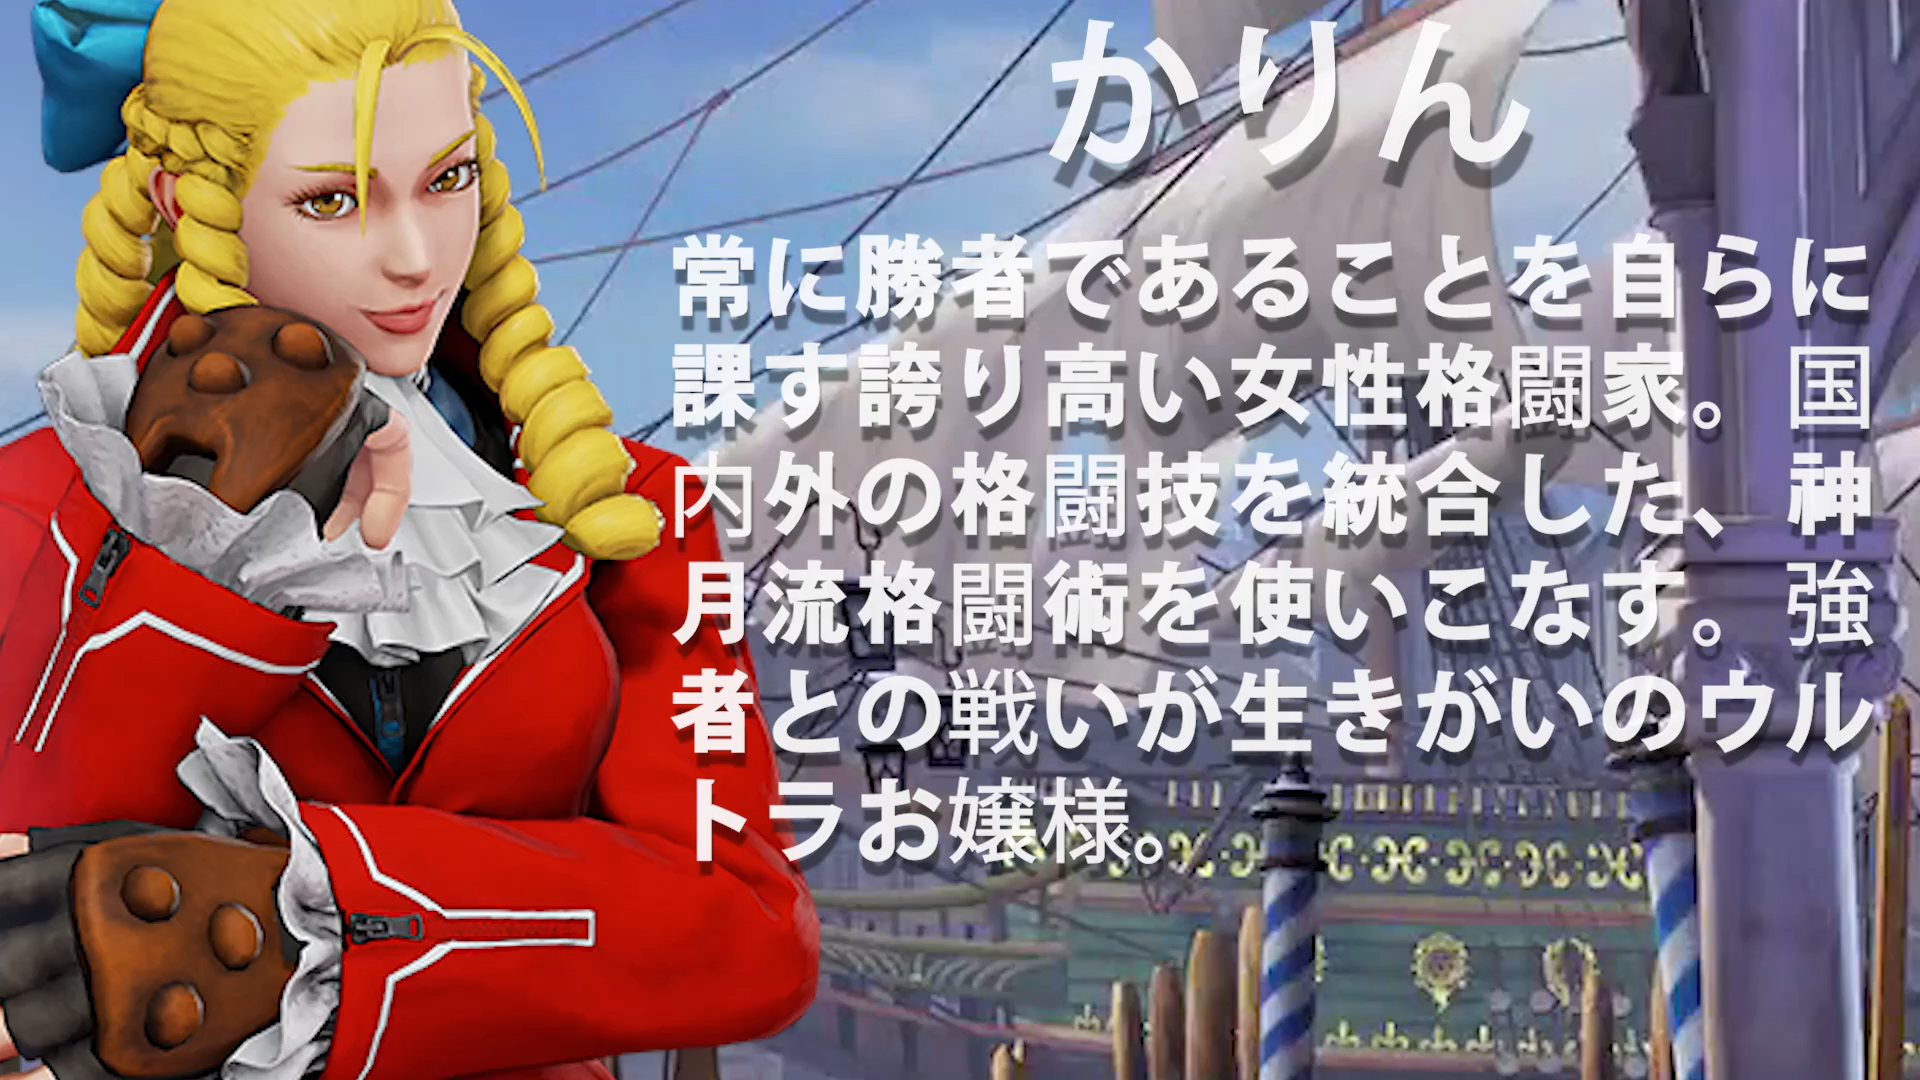 かりん
常に勝者であることを自らに
課す誇り高い女性格闘家。国
内外の格闘技を統合した、神
月流格闘術を使いこなす。強
者との戦いが生きがいのウル
トラお嬢様。